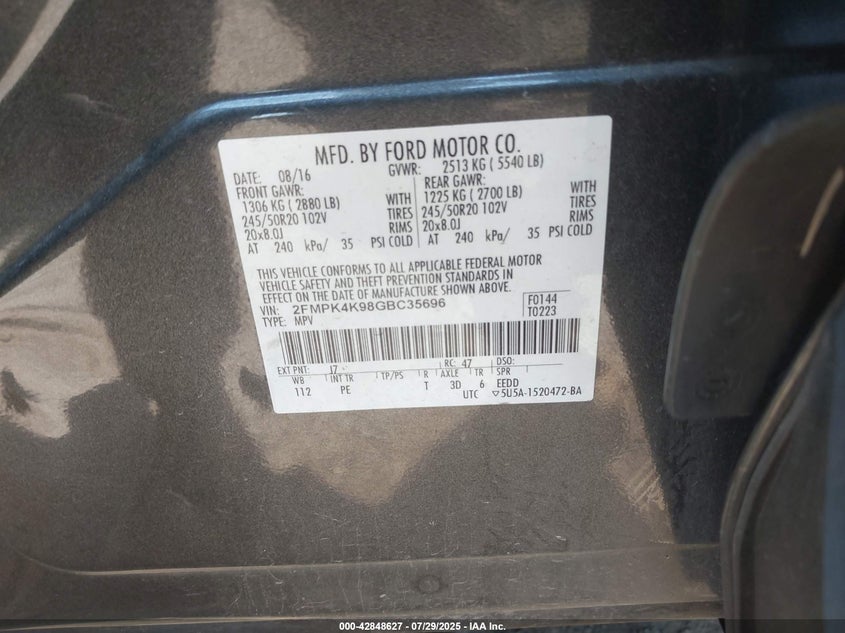 MFD. BY FORD MOTOR CO.
DATE: 08/16 GVWR: 2513 KG ( 5540 LB)
FRONT GAWR: REAR GAWR:
1306 KG ( 2880 LB) WITH 1225 KG ( 2700 LB) WITH
245/50R20 102V TIRES 245/50R20 102V TIRES
20x8.0J RIMS 20x8.0J RIMS
AT 240 kPa/ 35 PSI COLD AT 240 kPa/ 35 PSI COLD
THIS VEHICLE CONFORMS TO ALL APPLICABLE FEDERAL MOTOR
VEHICLE SAFETY AND THEFT PREVENTION STANDARDS IN
EFFECT ON THE DATE OF MANUFACTURE SHOWN ABOVE.
VIN: 2FMPK4K98GBC35696 F0144
TYPE: MPV T0223
EXT PNT: J7 RC: 47 DSO:
WB INT TR TP/PS R AXLE TR SPR
112 PE T 3D 6 EEDD
UTC ▽5U5A-1520472-BA
000-42848627 | 07/29/2025 - IAA Inc.